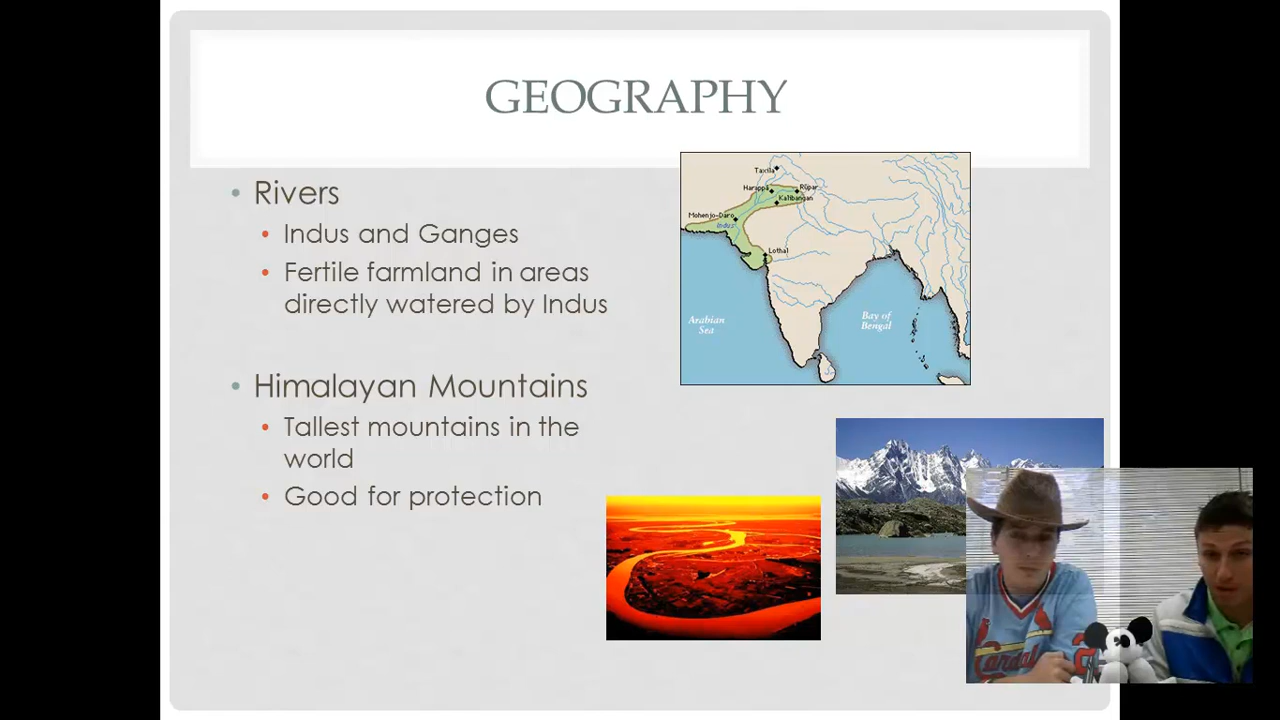 GEOGRAPHY
• Rivers
• Indus and Ganges
• Fertile farmland in areas
directly watered by Indus
• Himalayan Mountains
• Tallest mountains in the
world
• Good for protection
Taxila
Harappa
Rūpar
Kalibangan
Mohenjo-Daro
Indus
Lothal
Arabian
Sea
Bay of
Bengal
Cardinals